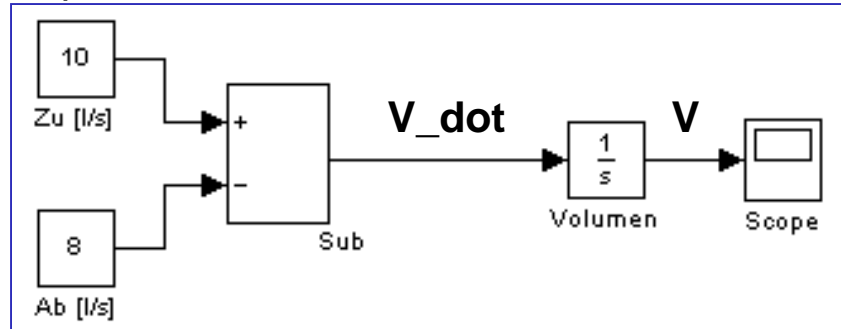 10
Zu [l/s]
+
−
8
Ab [l/s]
Sub
V_dot
1
s
Volumen
V
Scope